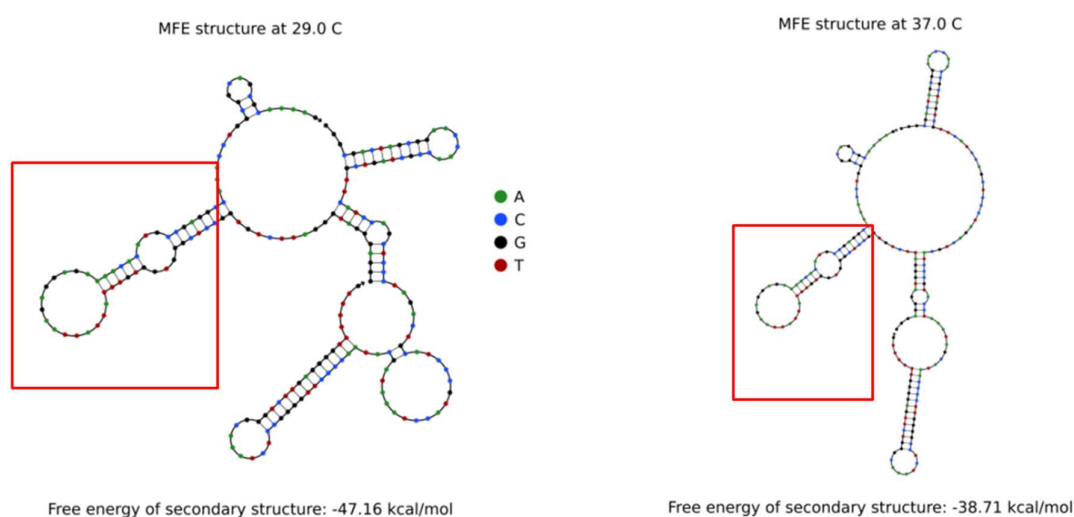 MFE structure at 29.0 C
MFE structure at 37.0 C
A
C
G
T
Free energy of secondary structure: -47.16 kcal/mol
Free energy of secondary structure: -38.71 kcal/mol